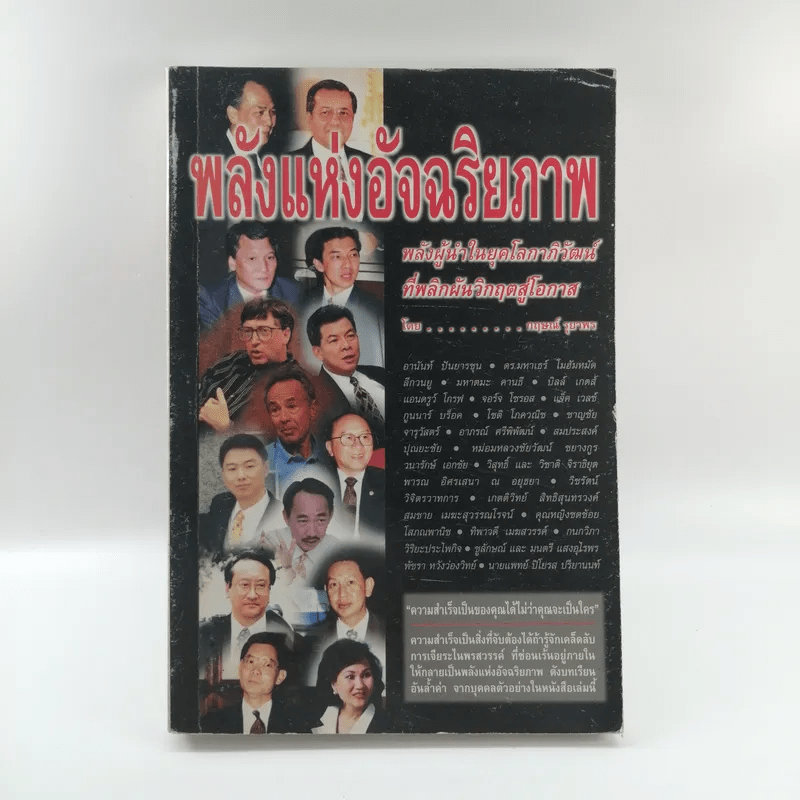 พลังแห่งอัจฉริยภาพ
พลังผู้นำในยุคโลกาภิวัฒน์
ที่พลิกผันวิกฤตสู่โอกาส
โดย . . . . . . . . . กฤษณ์ รุยาพร
อานันท์ ปันยารชุน • ดร.มหาเธร์ โมฮัมหมัด
ลีกวนยู • มหาตมะ คานธี • บิลล์ เกตส์
แอนดรูว์ โกรฟ • จอร์จ โซรอส • แจ็ค เวลช์
กูนนาร์ บร็อค • โชติ โภควนิช • ชาญชัย
จารุวัสตร์ • อาภรณ์ ศรีพิพัฒน์ • สมประสงค์
บุญยะชัย • หม่อมหลวงชัยวัฒน์ ชยางกูร
วนารักษ์ เอกชัย • วิสุทธิ์ และ วิชาติ จิราธิยุต
พารณ อิศรเสนา ณ อยุธยา • วิชรัตน์
วิจิตรวาทการ • เกตติวิทย์ สิทธิสุนทรวงศ์
สมชาย เมฆะสุวรรณโรจน์ • คุณหญิงชดช้อย
โสภณพานิช • ทิพาวดี เมฆสวรรค์ • กนกวิภา
วิริยะประไพกิจ • ชูลักษณ์ และ มนตรี แสงอุไรพร
พัชรา หวังว่องวิทย์ • นายแพทย์ ปิโยรส ปรียานนท์
“ความสำเร็จเป็นของคุณได้ไม่ว่าคุณจะเป็นใคร”
ความสำเร็จเป็นสิ่งที่จับต้องได้ถ้ารู้จักเคล็ดลับ
การเจียระไนพรสวรรค์ ที่ซ่อนเร้นอยู่ภายใน
ให้กลายเป็นพลังแห่งอัจฉริยภาพ ดังบทเรียน
อันล้ำค่า จากบุคคลตัวอย่างในหนังสือเล่มนี้